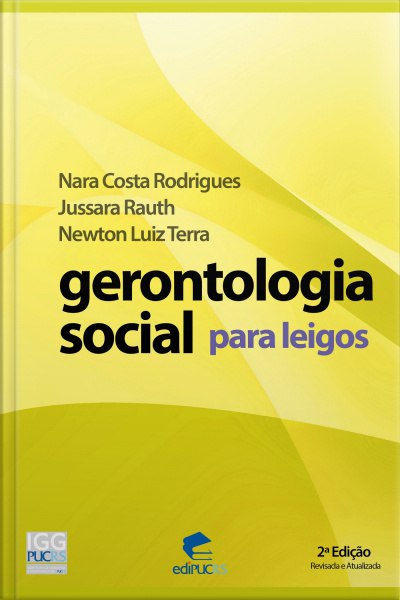 Nara Costa Rodrigues
Jussara Rauth
Newton Luiz Terra
gerontologia
social para leigos
IGG
PUCRS
ediPUCRS
2ª Edição
Revisada e Atualizada